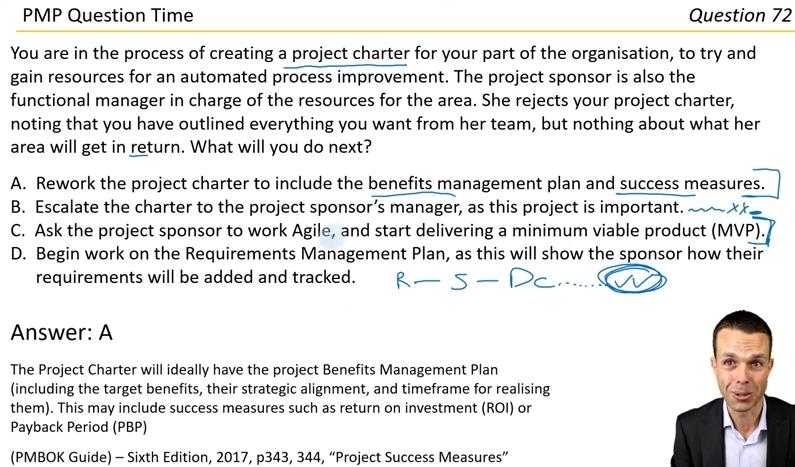 PMP Question Time
Question 72
You are in the process of creating a project charter for your part of the organisation, to try and
gain resources for an automated process improvement. The project sponsor is also the
functional manager in charge of the resources for the area. She rejects your project charter,
noting that you have outlined everything you want from her team, but nothing about what her
area will get in return. What will you do next?
A. Rework the project charter to include the benefits management plan and success measures.
B. Escalate the charter to the project sponsor's manager, as this project is important.
C. Ask the project sponsor to work Agile, and start delivering a minimum viable product (MVP).
D. Begin work on the Requirements Management Plan, as this will show the sponsor how their
requirements will be added and tracked.
R — S — Dc.......
Answer: A
The Project Charter will ideally have the project Benefits Management Plan
(including the target benefits, their strategic alignment, and timeframe for realising
them). This may include success measures such as return on investment (ROI) or
Payback Period (PBP)
(PMBOK Guide) – Sixth Edition, 2017, p343, 344, "Project Success Measures"